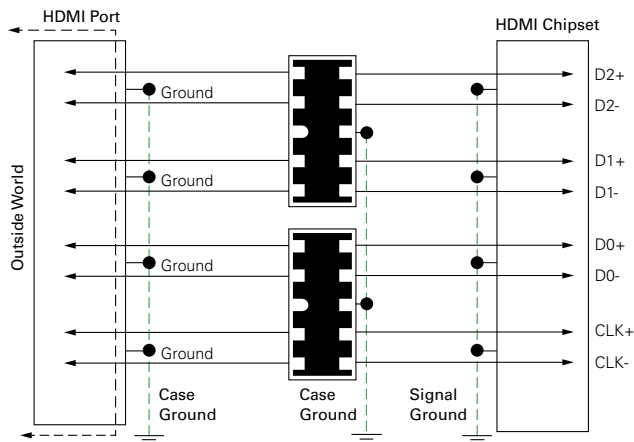 HDMI Port
HDMI Chipset
Outside World
Ground
Ground
Ground
Ground
D2+
D2-
D1+
D1-
D0+
D0-
CLK+
CLK-
Case
Ground
Case
Ground
Signal
Ground